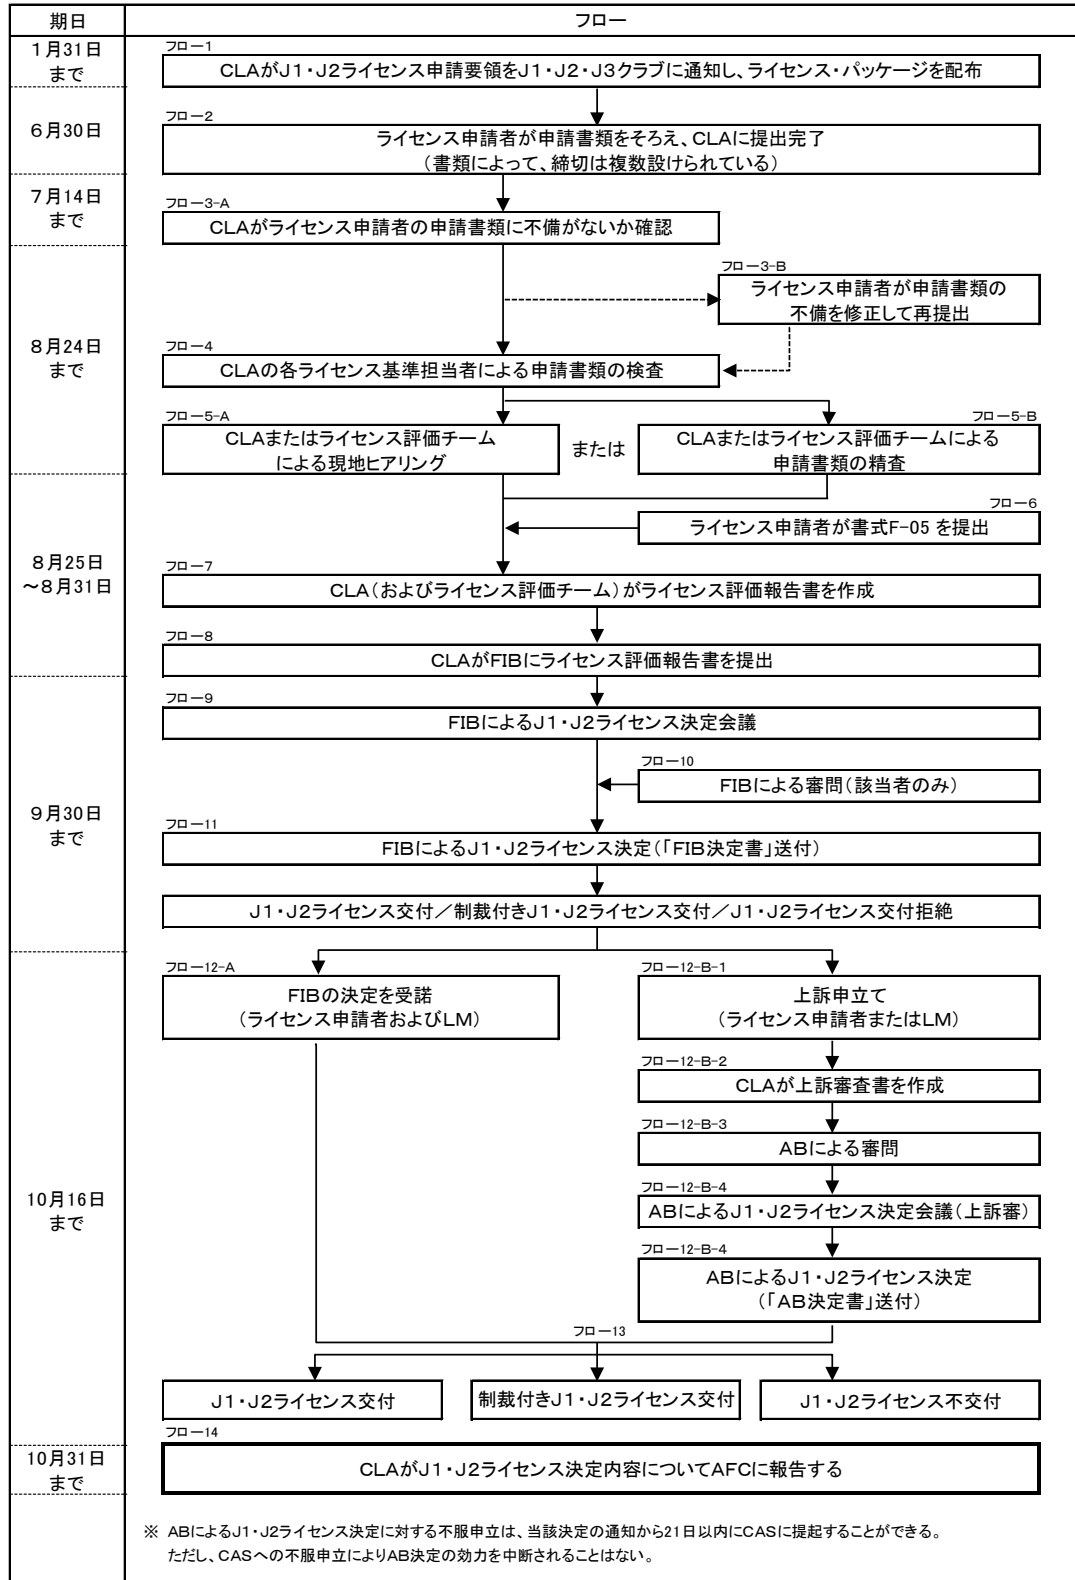 期日
フロー
1月31日
まで
フロー1
CLAがJ1・J2ライセンス申請要領をJ1・J2・J3クラブに通知し、ライセンス・パッケージを配布
6月30日
フロー2
ライセンス申請者が申請書類をそろえ、CLAに提出完了
(書類によって、締切は複数設けられている)
7月14日
まで
フロー3-A
CLAがライセンス申請者の申請書類に不備がないか確認
8月24日
まで
フロー3-B
ライセンス申請者が申請書類の
不備を修正して再提出
フロー4
CLAの各ライセンス基準担当者による申請書類の検査
フロー5-A
CLAまたはライセンス評価チーム
による現地ヒアリング
または
フロー5-B
CLAまたはライセンス評価チームによる
申請書類の精査
8月25日
~8月31日
フロー6
ライセンス申請者が書式F-05 を提出
フロー7
CLA(およびライセンス評価チーム)がライセンス評価報告書を作成
フロー8
CLAがFIBにライセンス評価報告書を提出
9月30日
まで
フロー9
FIBによるJ1・J2ライセンス決定会議
フロー10
FIBによる審問(該当者のみ)
フロー11
FIBによるJ1・J2ライセンス決定(「FIB決定書」送付)
J1・J2ライセンス交付/制裁付きJ1・J2ライセンス交付/J1・J2ライセンス交付拒絶
10月16日
まで
フロー12-A
FIBの決定を受諾
(ライセンス申請者およびLM)
フロー12-B-1
上訴申立て
(ライセンス申請者またはLM)
フロー12-B-2
CLAが上訴審査書を作成
フロー12-B-3
ABによる審問
フロー12-B-4
ABによるJ1・J2ライセンス決定会議(上訴審)
フロー12-B-4
ABによるJ1・J2ライセンス決定
(「AB決定書」送付)
フロー13
J1・J2ライセンス交付
制裁付きJ1・J2ライセンス交付
J1・J2ライセンス不交付
10月31日
まで
フロー14
CLAがJ1・J2ライセンス決定内容についてAFCに報告する
※ ABによるJ1・J2ライセンス決定に対する不服申立は、当該決定の通知から21日以内にCASに提起することができる。
ただし、CASへの不服申立によりAB決定の効力を中断されることはない。